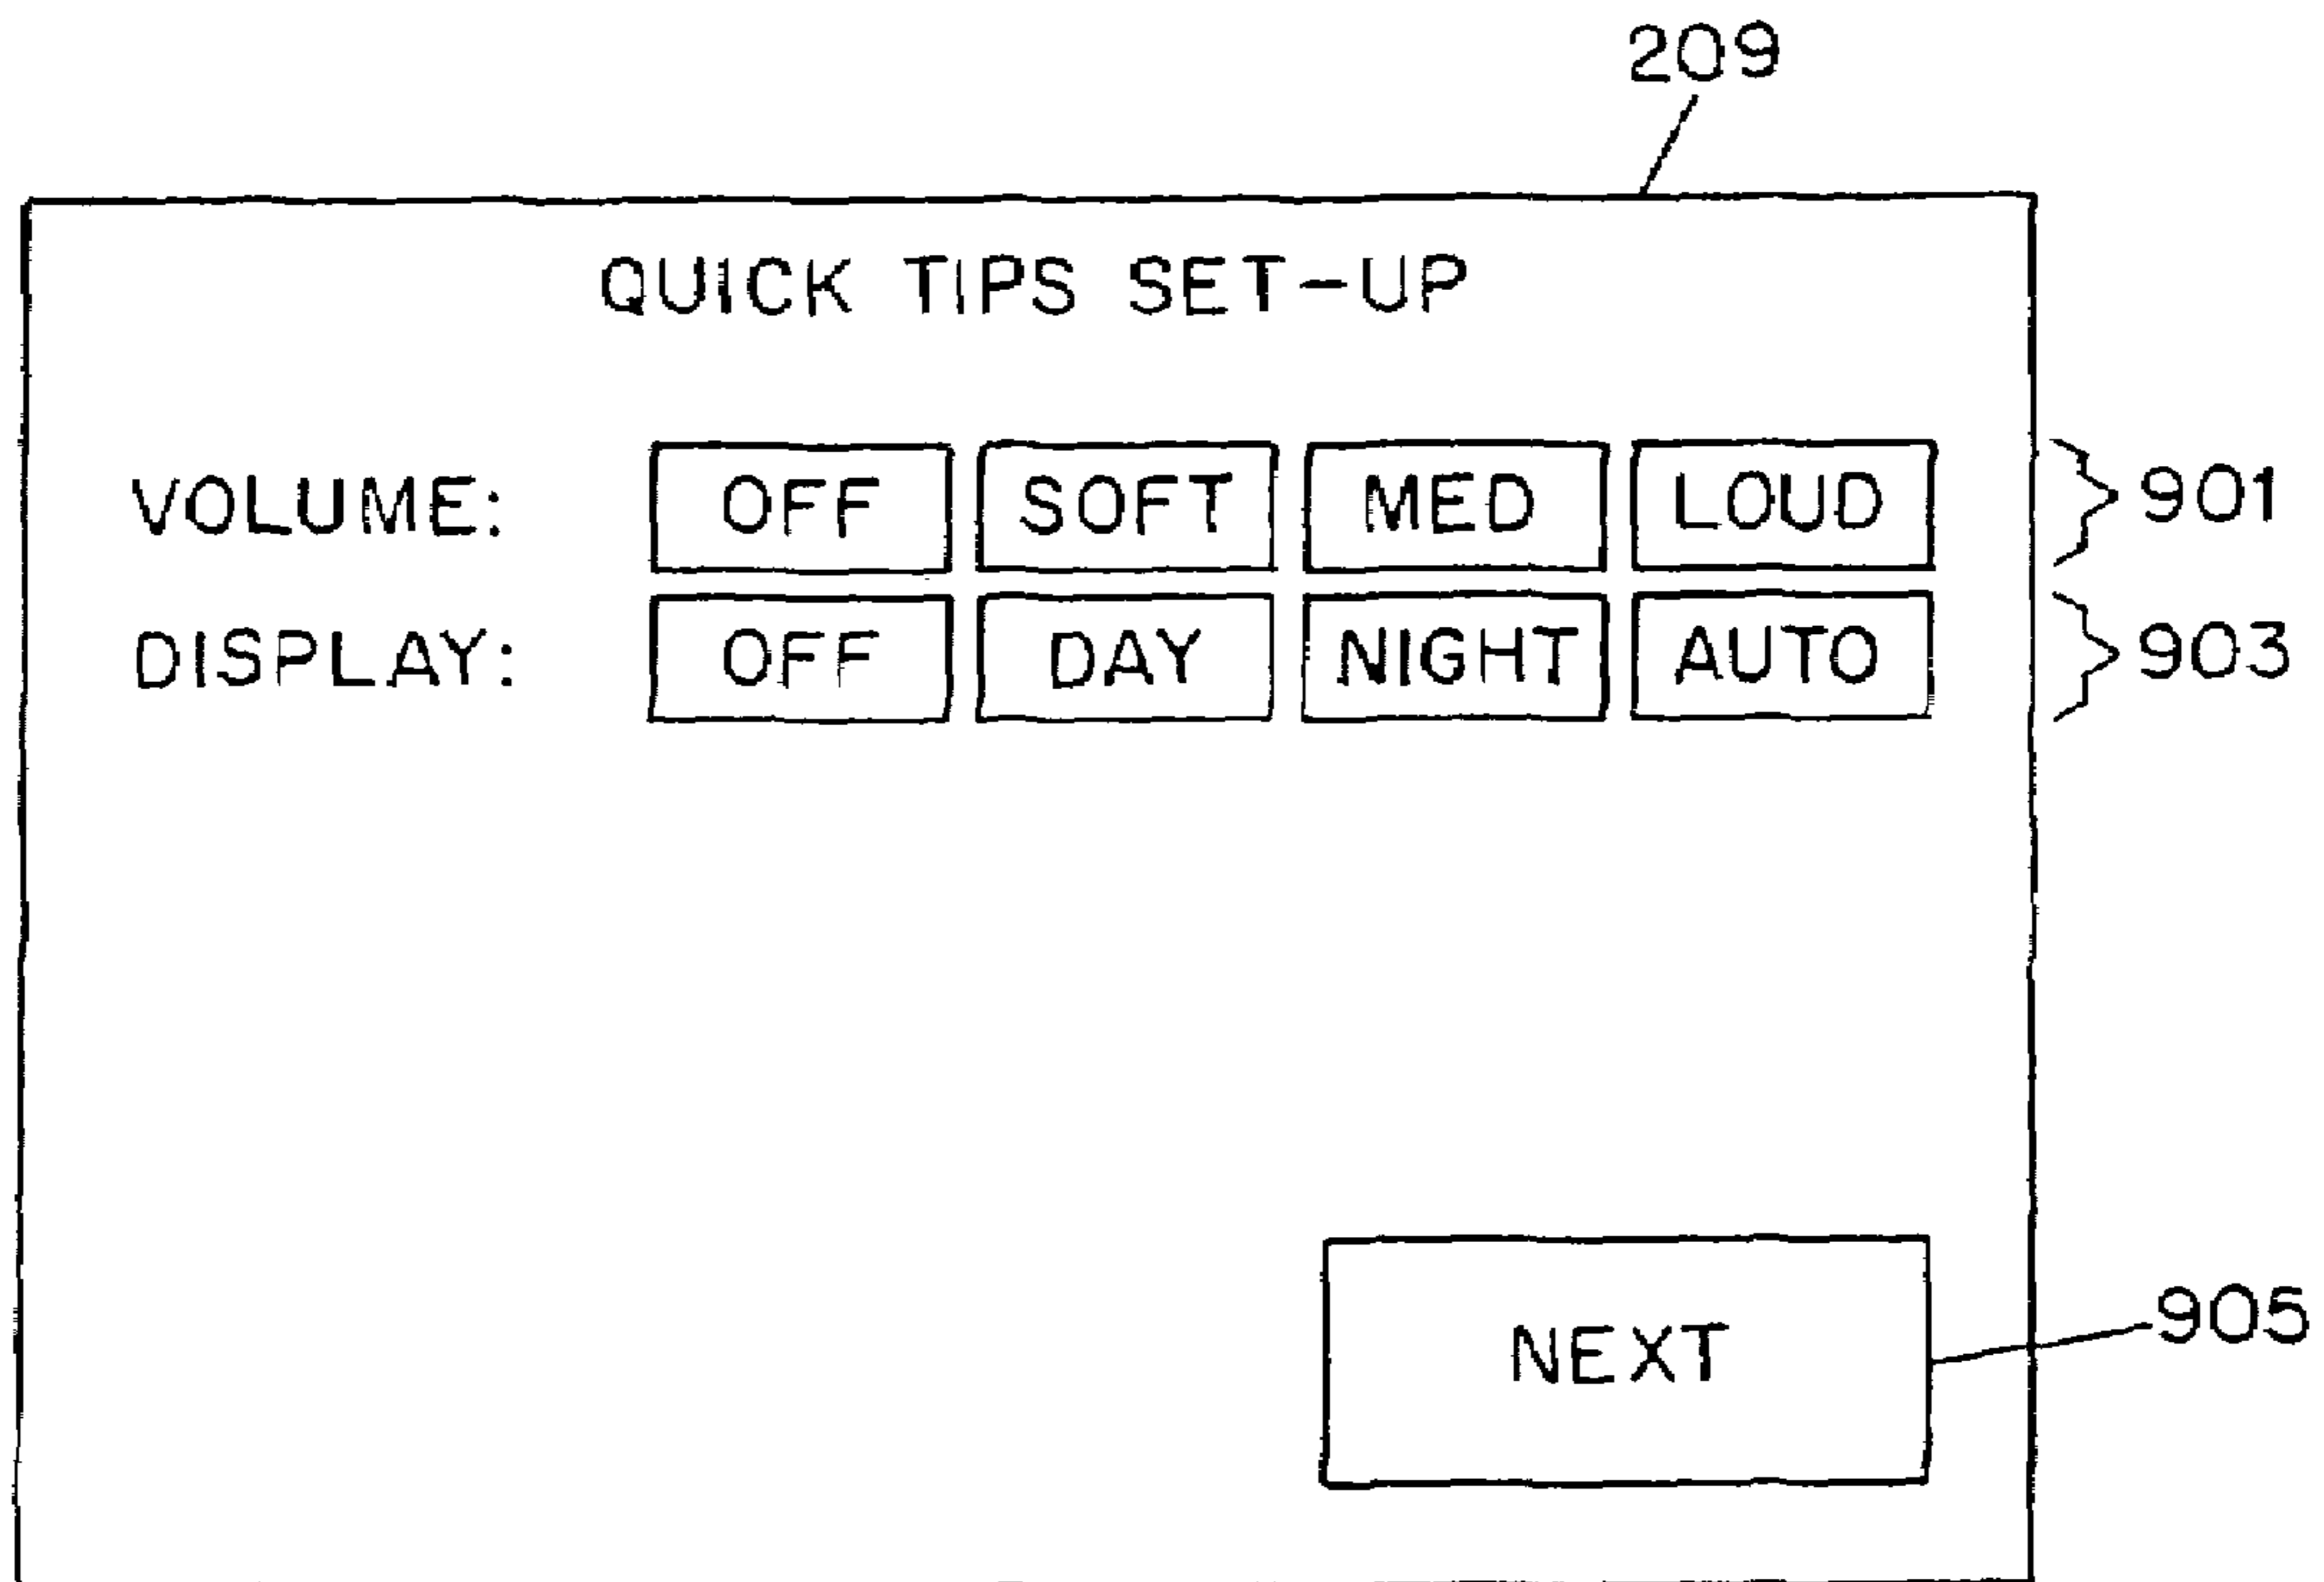 209
QUICK TIPS SET-UP
VOLUME: OFF SOFT MED LOUD 901
DISPLAY: OFF DAY NIGHT AUTO 903
NEXT 905